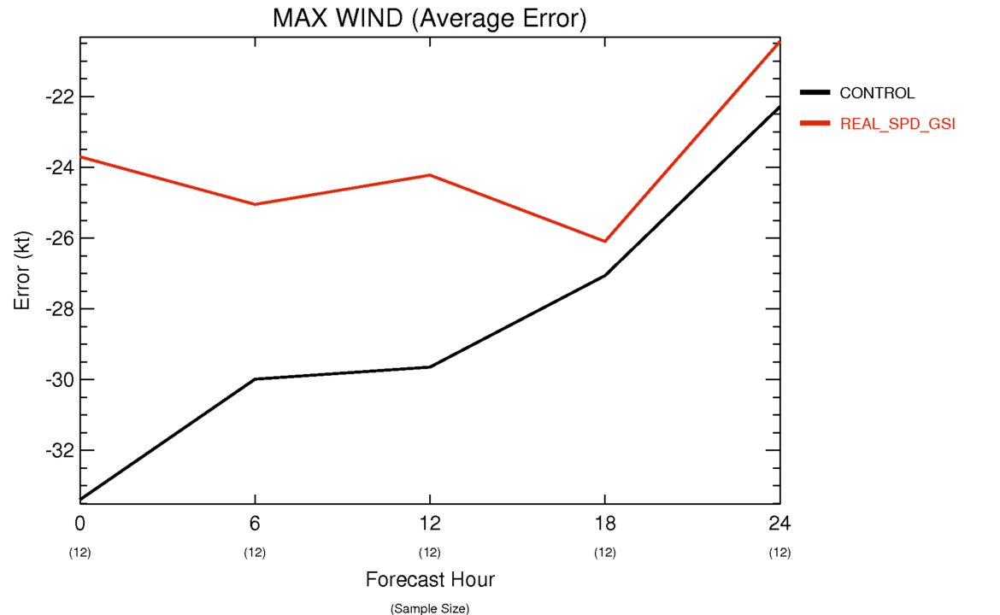 MAX WIND (Average Error)
-22
-24
-26
-28
-30
-32
Error (kt)
CONTROL
REAL_SPD_GSI
0 6 12 18 24
(12) (12) (12) (12) (12)
Forecast Hour
(Sample Size)